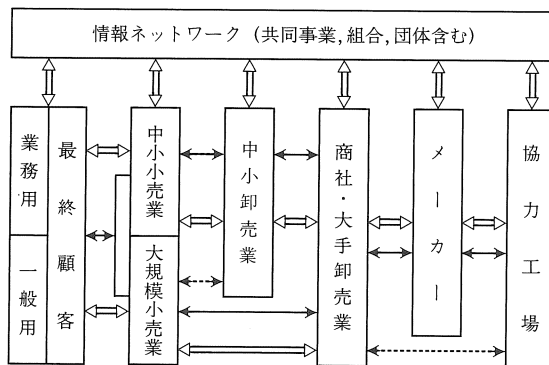 情報ネットワーク (共同事業,組合,団体含む)
業務用
一般用
最終顧客
中小小売業
大規模小売業
中小卸売業
商社・大手卸売業
メーカー
協力工場